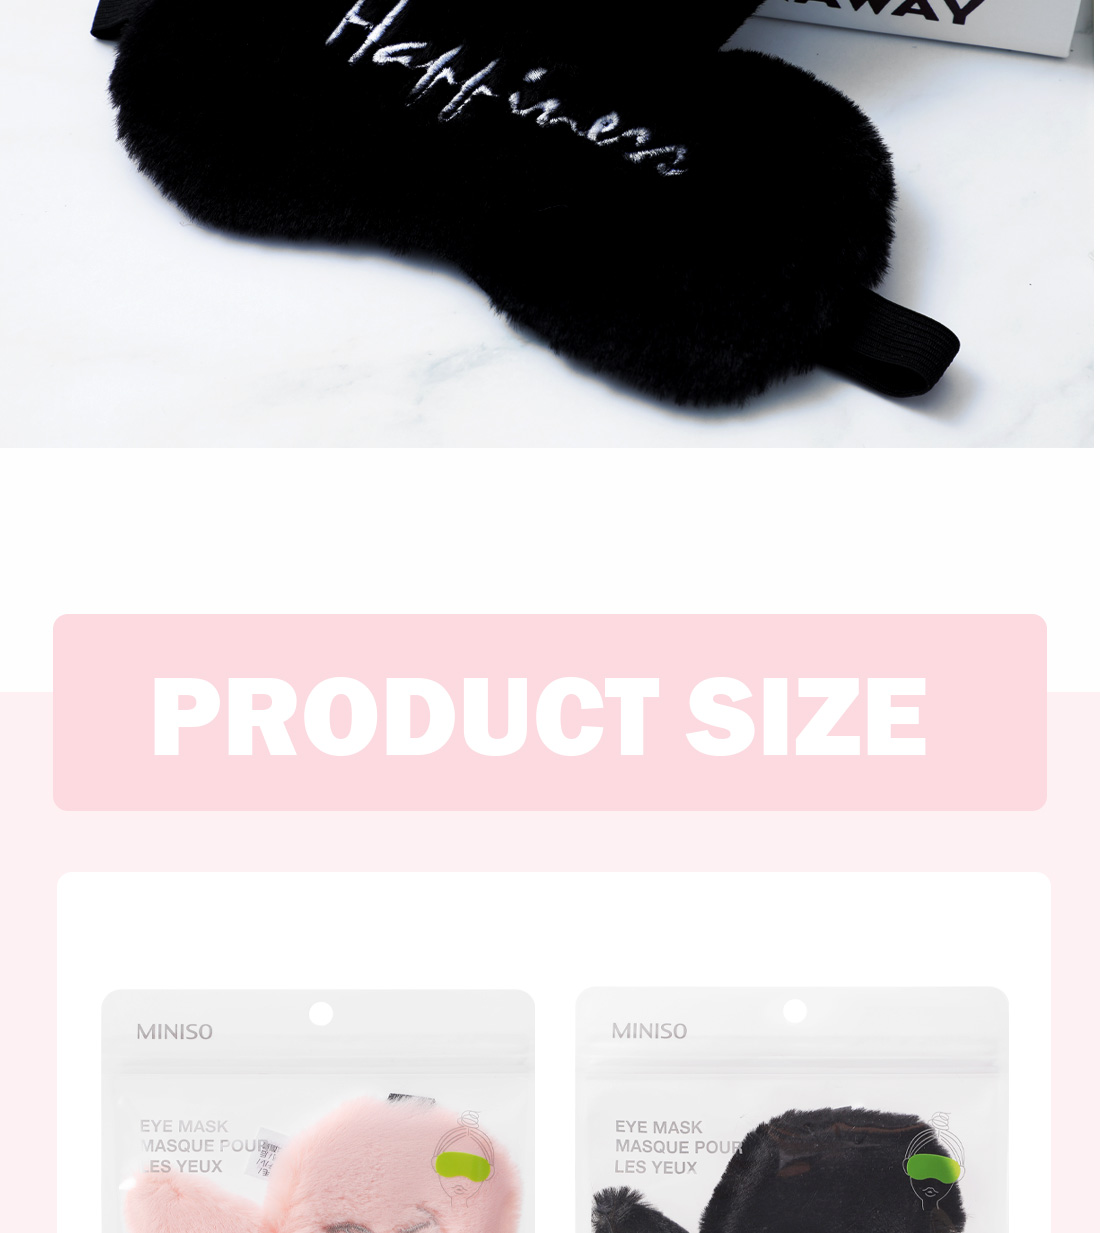 AWAY
Happiness
PRODUCT SIZE
MINISO
EYE MASK
MASQUE POUR
LES YEUX
MINISO
EYE MASK
MASQUE POUR
LES YEUX